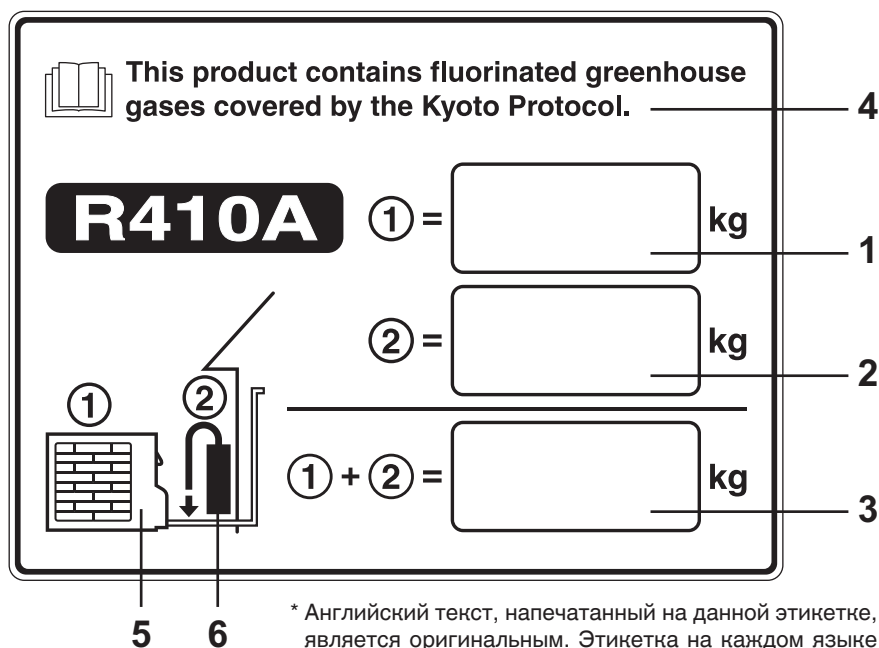 This product contains fluorinated greenhouse
gases covered by the Kyoto Protocol.
4
R410A
① =
kg
1
② =
kg
2
①
②
① + ② =
kg
3
5
6
* Английский текст, напечатанный на данной этикетке,
является оригинальным. Этикетка на каждом языке